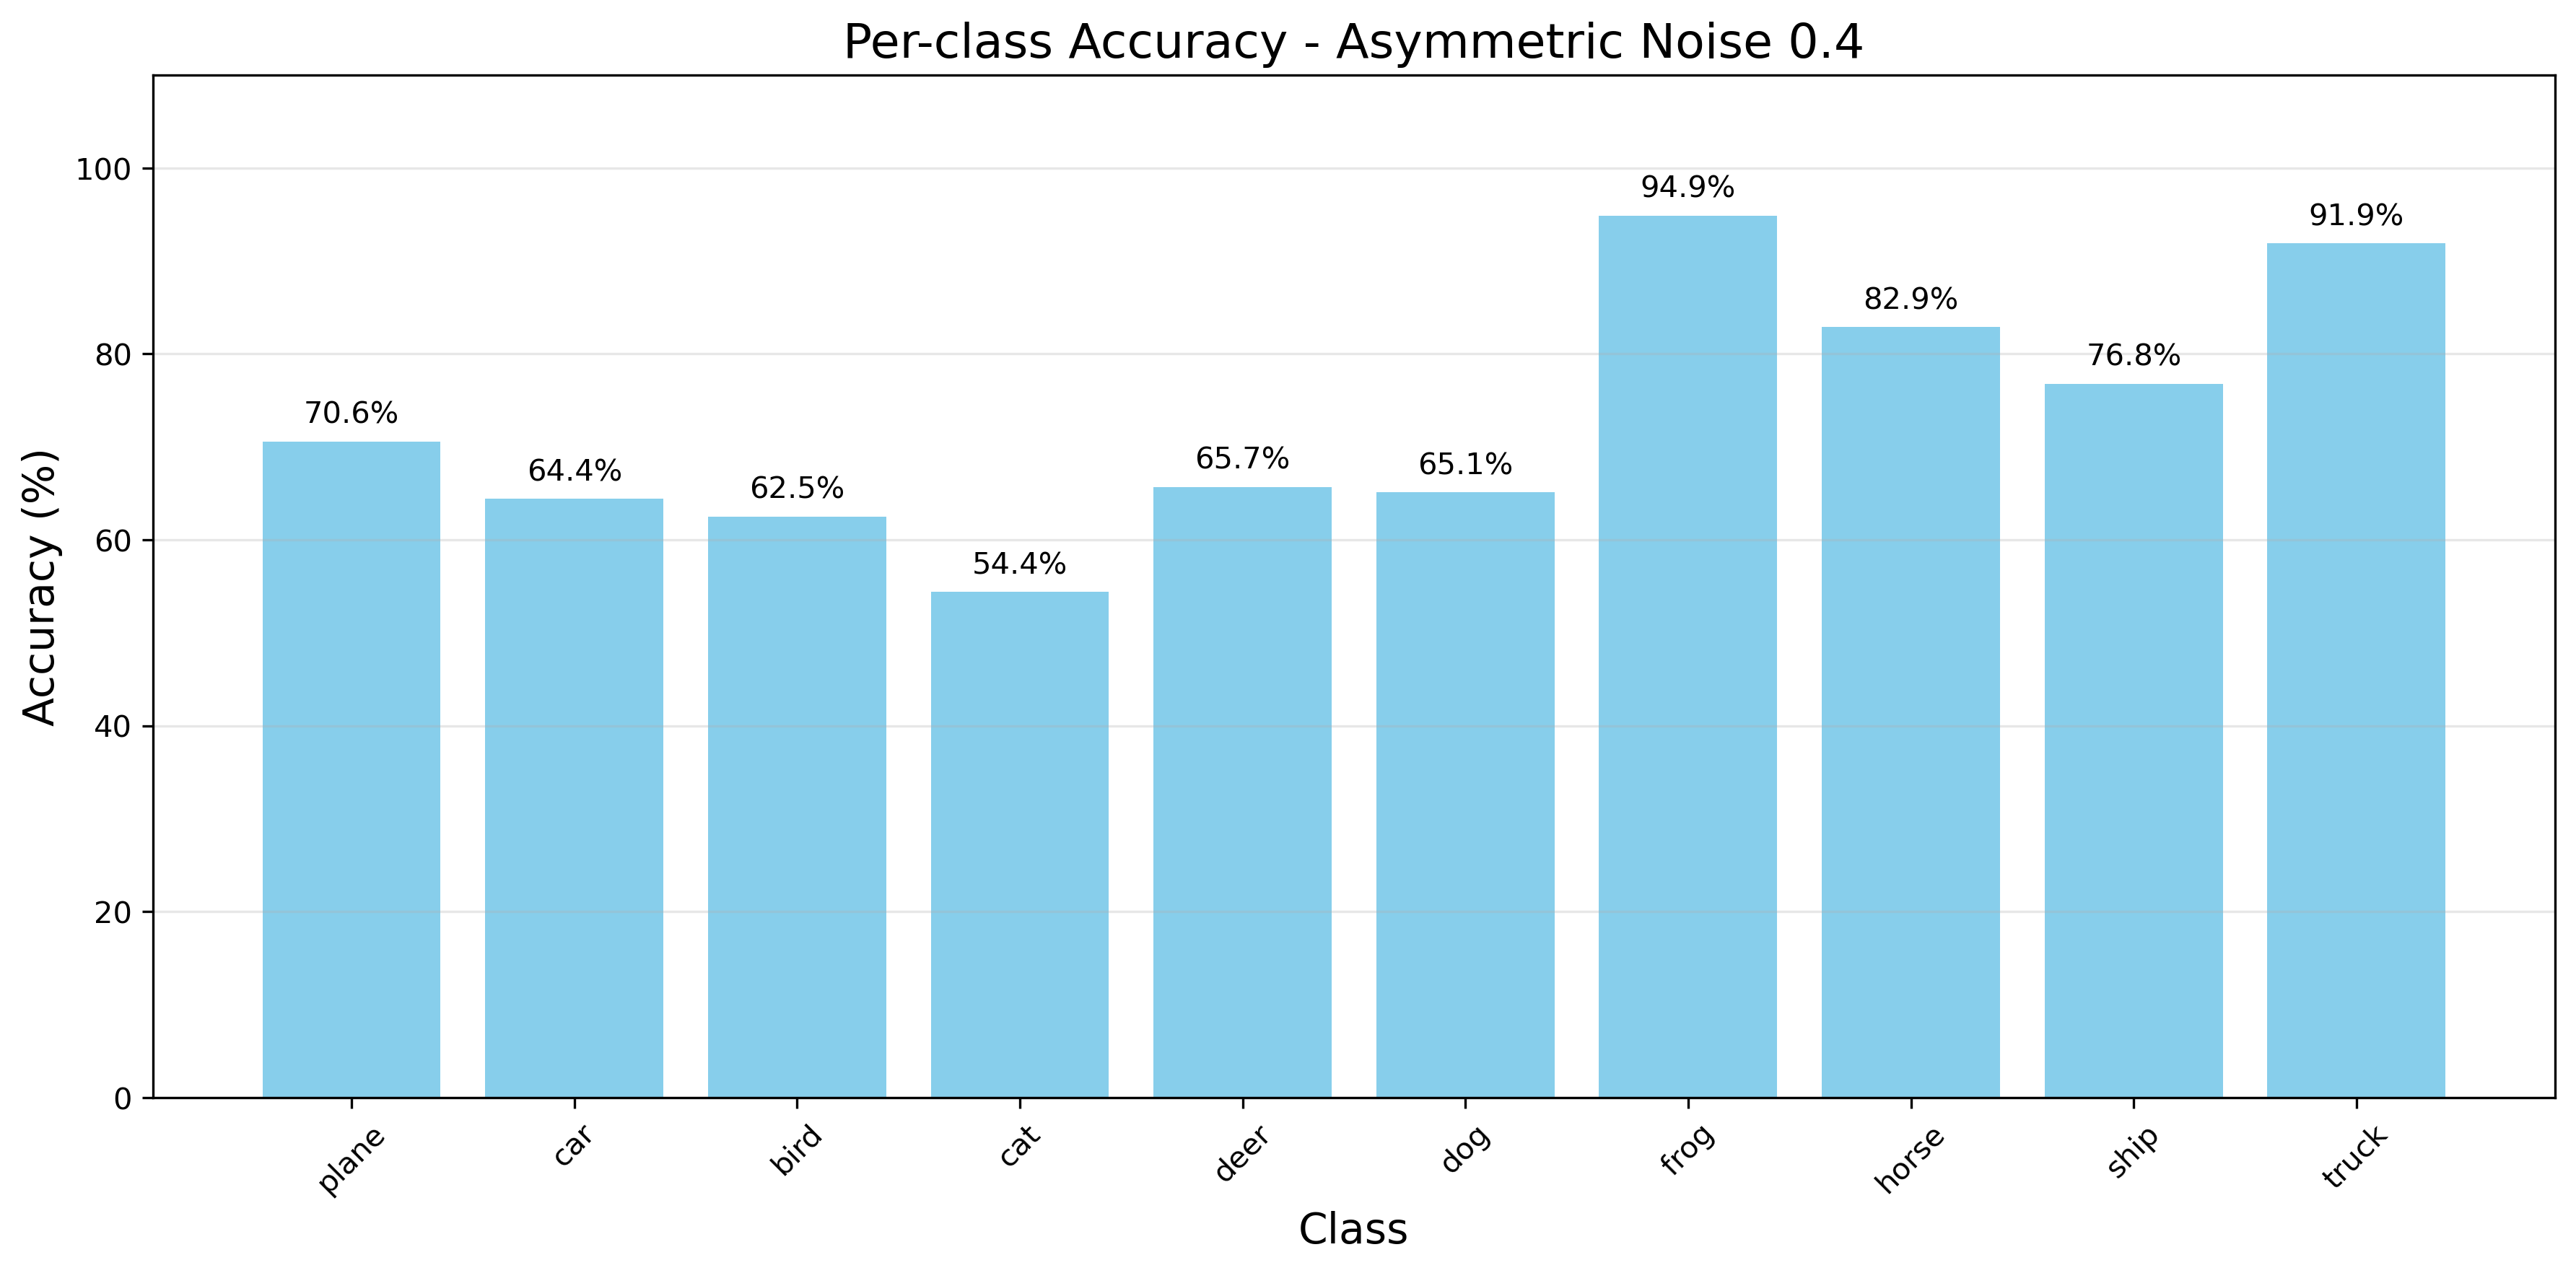 Per-class Accuracy - Asymmetric Noise 0.4
Accuracy (%)
100
80
60
40
20
0
70.6%
64.4%
62.5%
54.4%
65.7%
65.1%
94.9%
82.9%
76.8%
91.9%
plane
car
bird
cat
deer
dog
frog
horse
ship
truck
Class